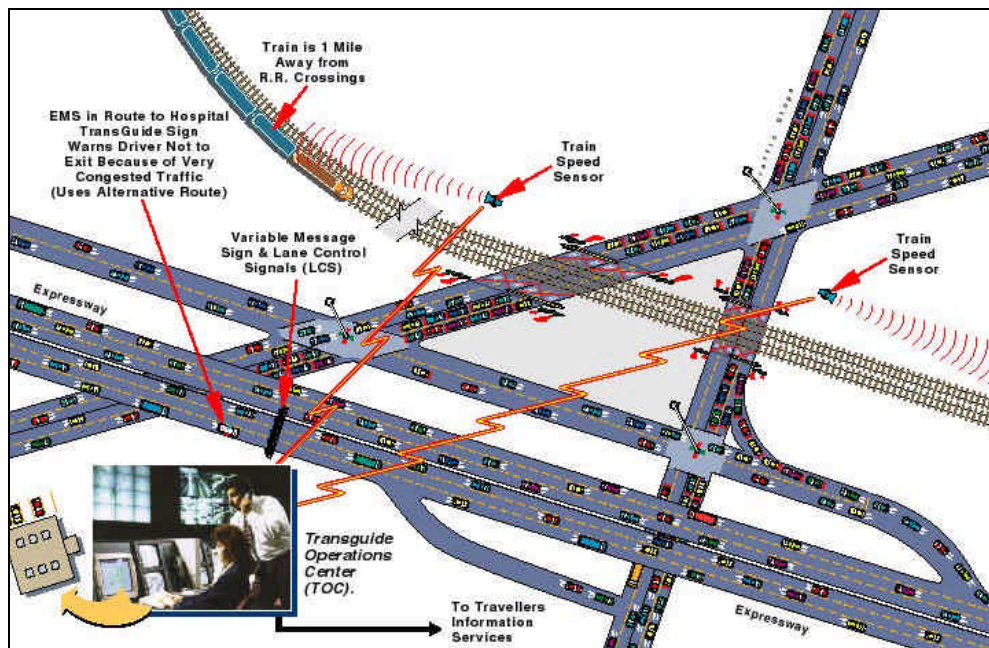 Train is 1 Mile
Away from
R.R. Crossings
EMS in Route to Hospital
TransGuide Sign
Warns Driver Not to
Exit Because of Very
Congested Traffic
(Uses Alternative Route)
Train
Speed
Sensor
Variable Message
Sign & Lane Control
Signals (LCS)
Train
Speed
Sensor
Traffic Stops
Expressway
Transguide
Operations
Center
(TOC).
To Travellers
Information
Services
Expressway